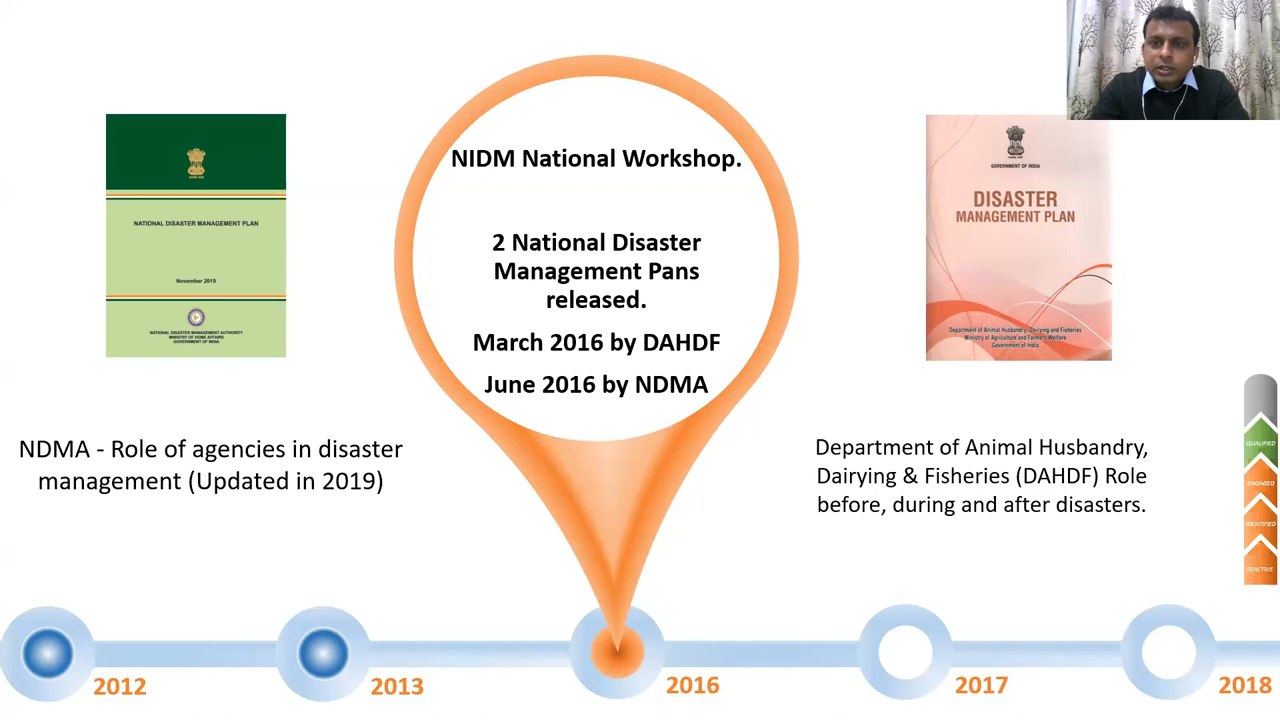 NIDM National Workshop.
2 National Disaster
Management Pans
released.
March 2016 by DAHDF
June 2016 by NDMA
NATIONAL DISASTER MANAGEMENT PLAN
November 2019
NATIONAL DISASTER MANAGEMENT AUTHORITY
MINISTRY OF HOME AFFAIRS
GOVERNMENT OF INDIA
NDMA - Role of agencies in disaster
management (Updated in 2019)
GOVERNMENT OF INDIA
DISASTER
MANAGEMENT PLAN
Department of Animal Husbandry, Dairying and Fisheries
Ministry of Agriculture and Farmers Welfare
Government of India
Department of Animal Husbandry,
Dairying & Fisheries (DAHDF) Role
before, during and after disasters.
QUALIFIED
ENGAGED
IDENTIFIED
REACTIVE
2012
2013
2016
2017
2018